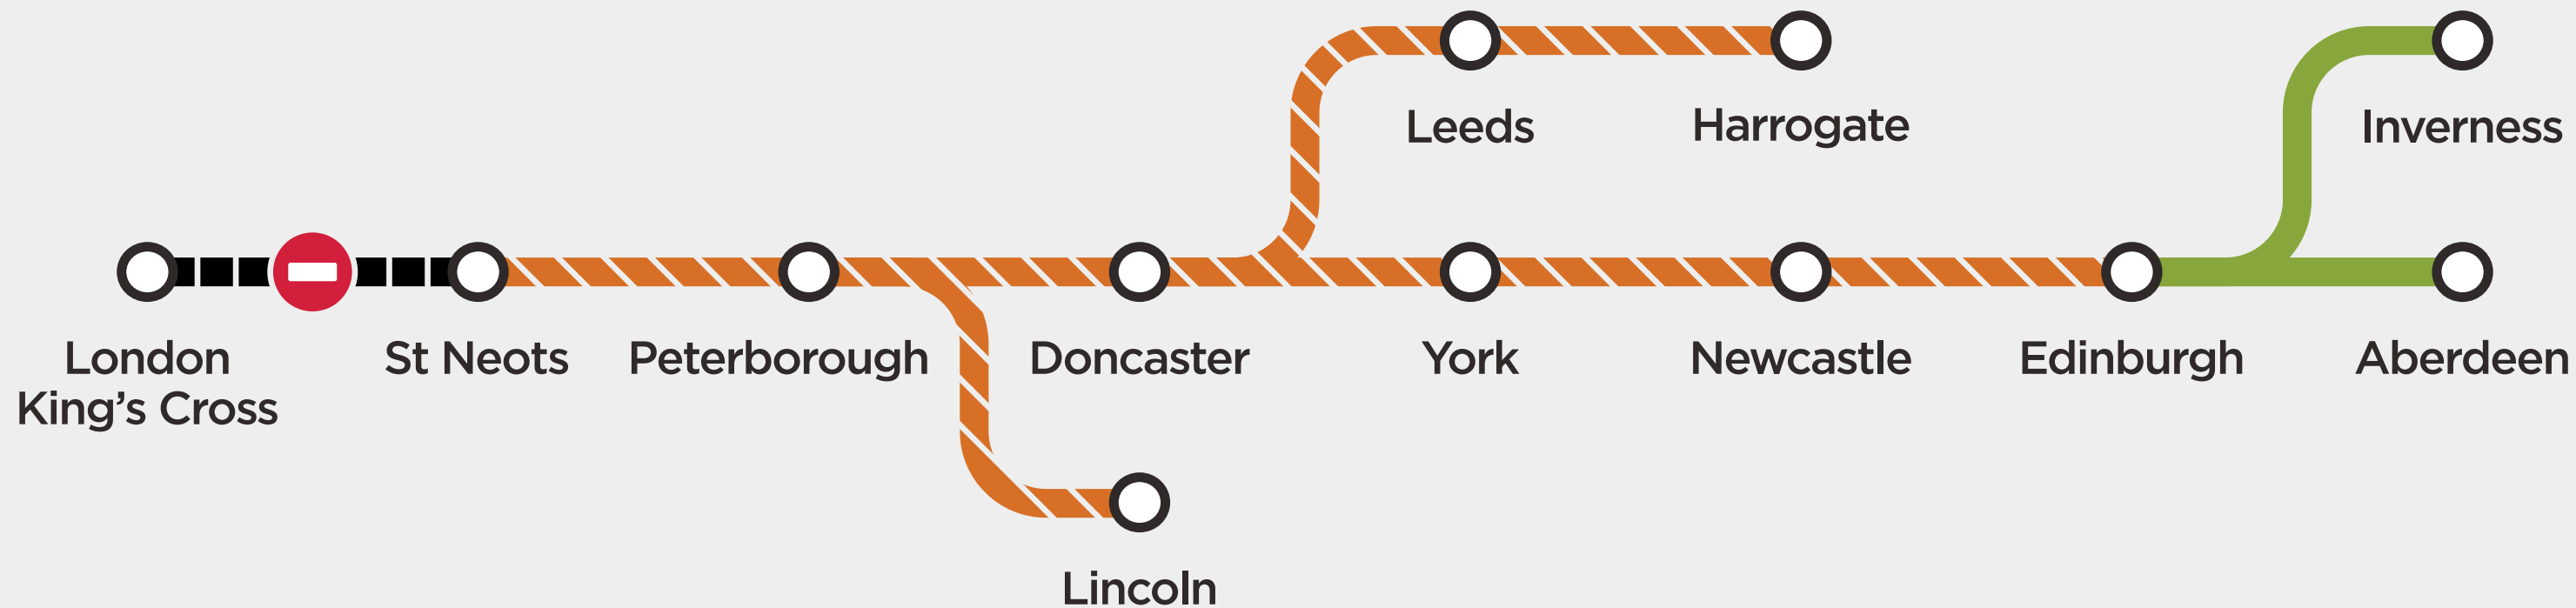 Leeds
Harrogate
Inverness
London
King’s Cross
St Neots
Peterborough
Doncaster
York
Newcastle
Edinburgh
Aberdeen
Lincoln